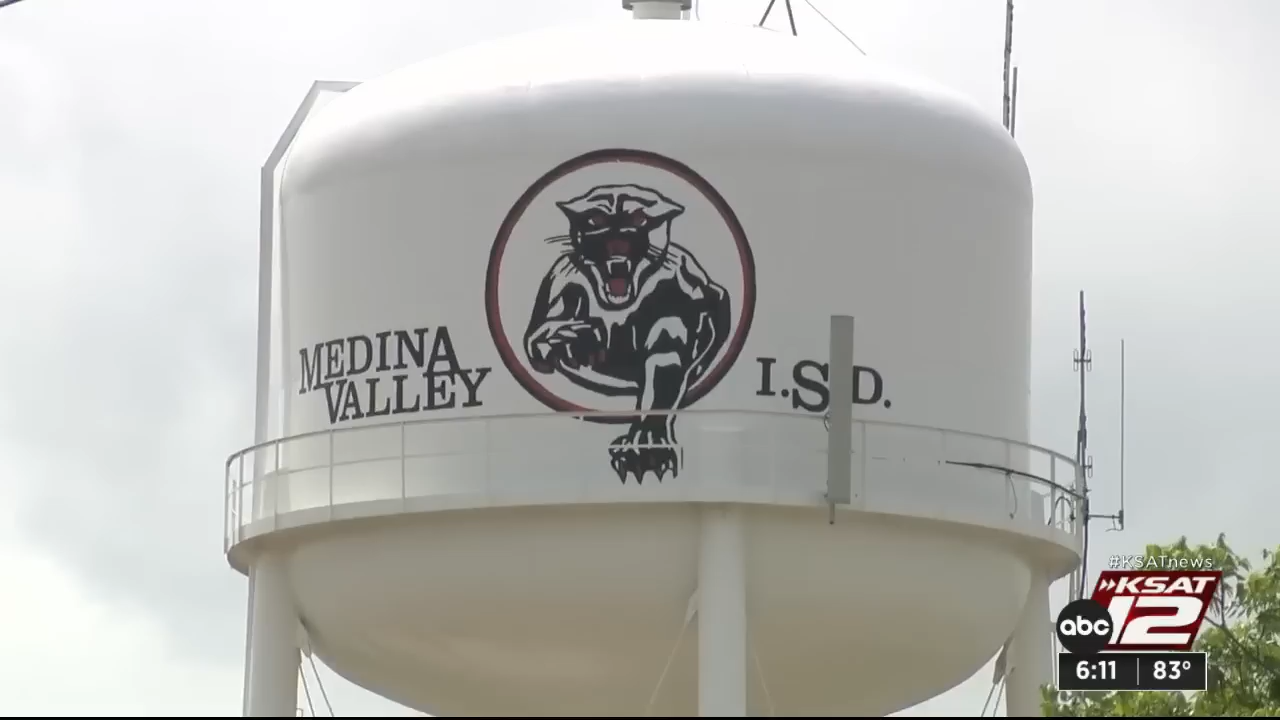 MEDINA
VALLEY
I.S.D.
#KSATnews
KSAT
abc 12
6:11 83°